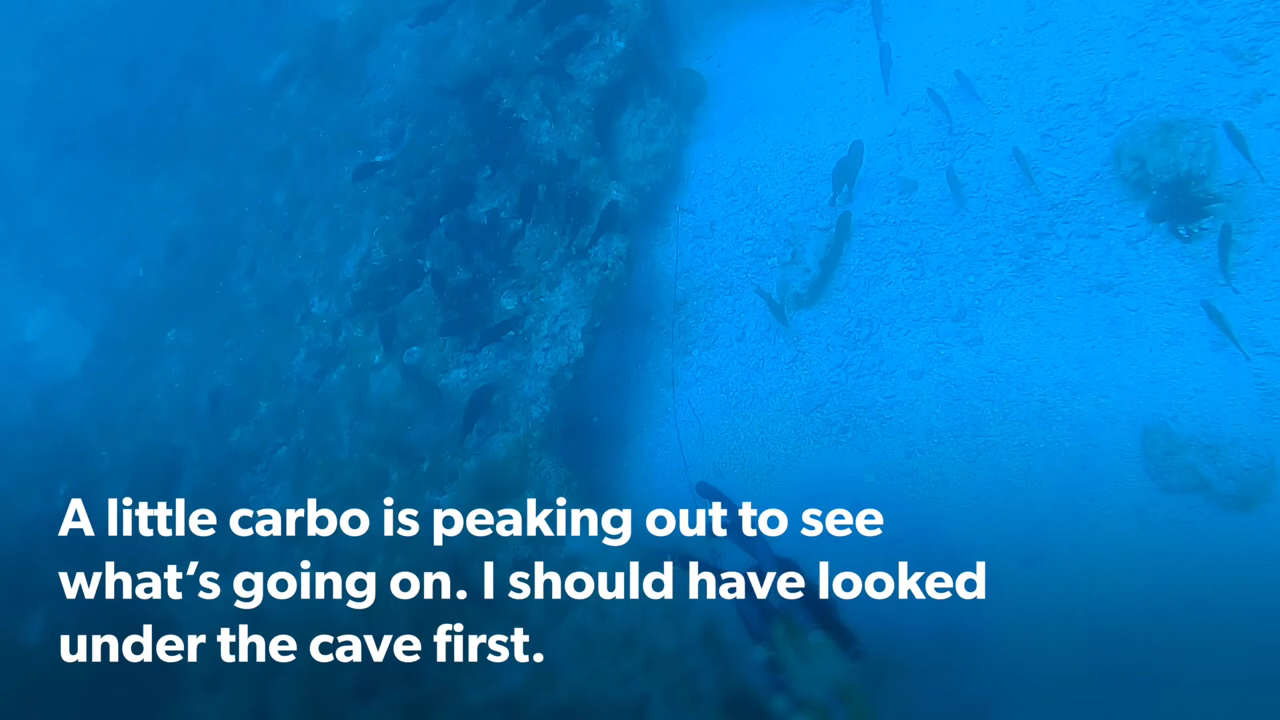 A little carbo is peaking out to see
what’s going on. I should have looked
under the cave first.